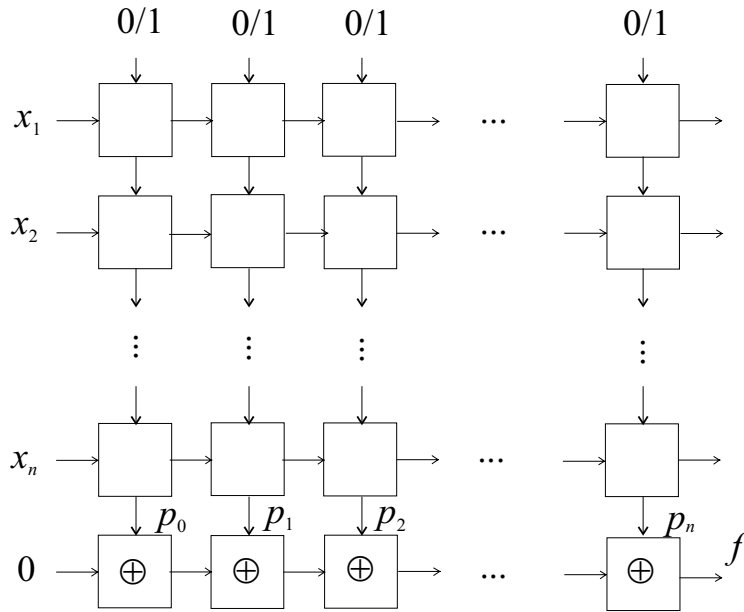 0/1 0/1 0/1 0/1
x₁ ...
x₂ ...
⋮ ⋮ ⋮ ⋮
xₙ ...
p₀ p₁ p₂ pₙ
0 ⊕ ⊕ ⊕ ... ⊕ f